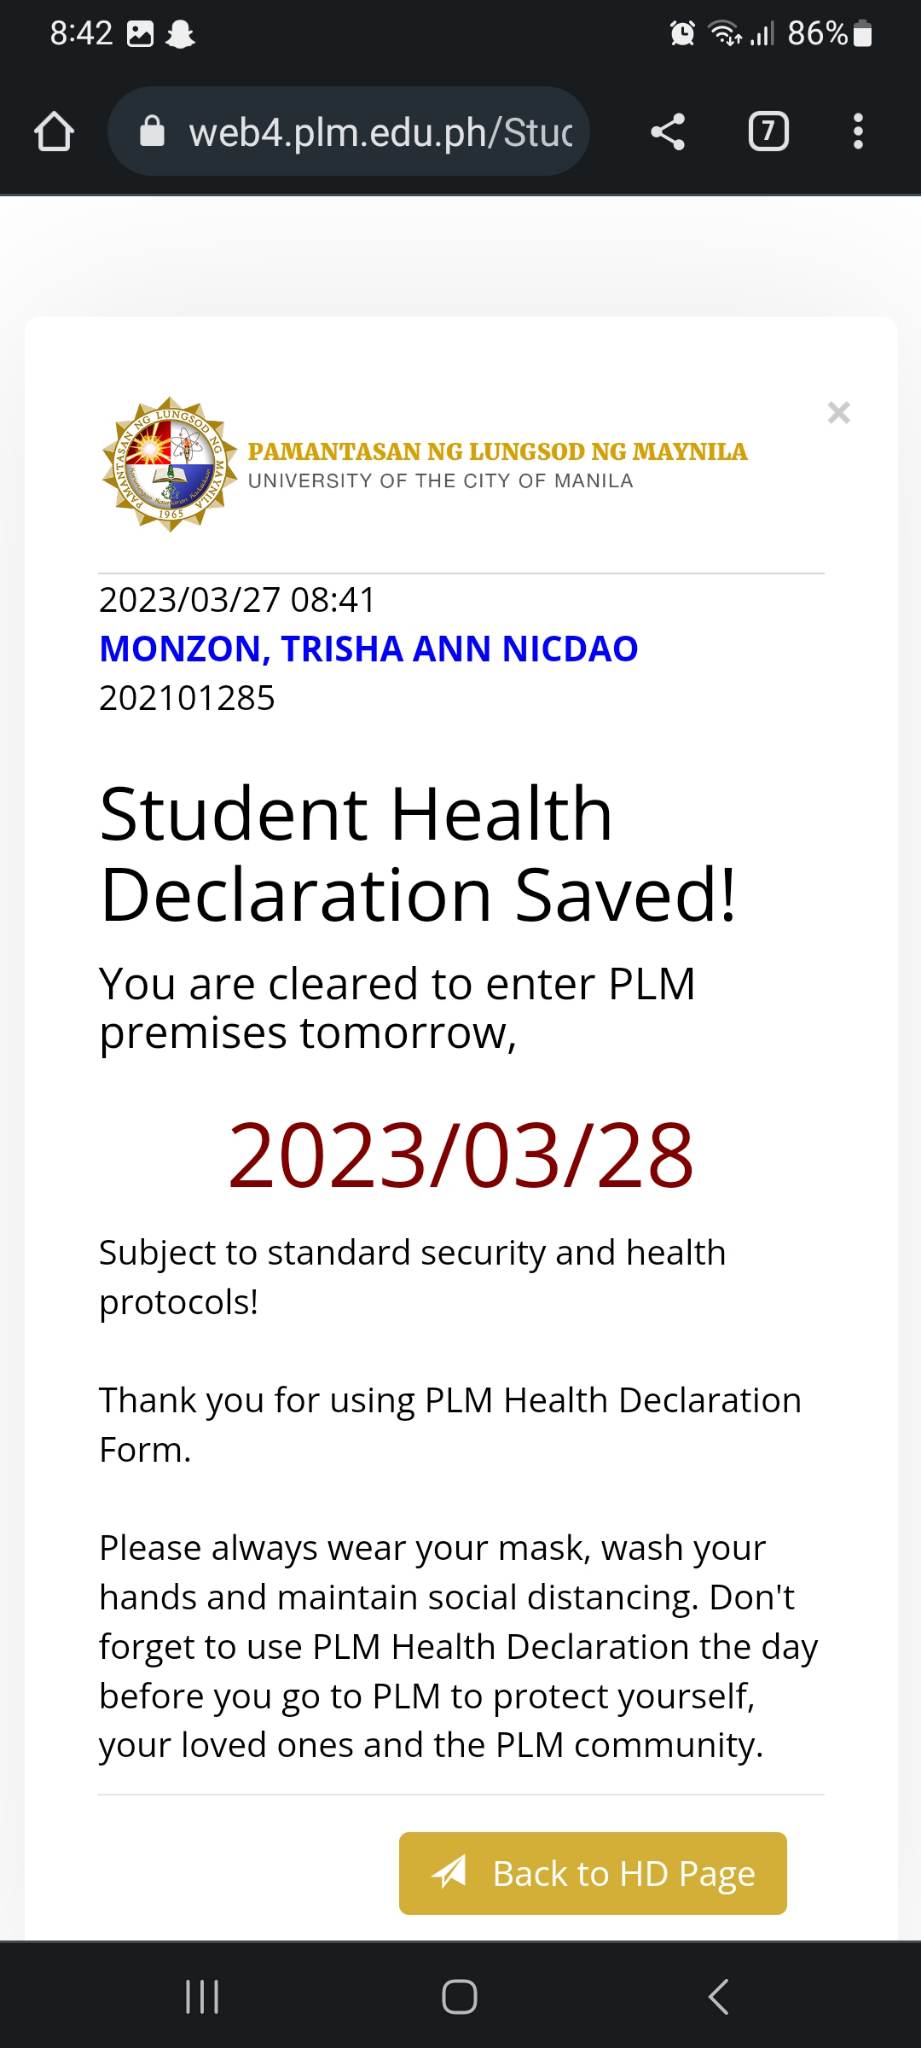 8:42
86%
web4.plm.edu.ph/Stud
7
PAMANTASAN NG LUNGSOD NG MAYNILA
PAMANTASAN NG LUNGSOD NG MAYNILA
1965
UNIVERSITY OF THE CITY OF MANILA
2023/03/27 08:41
MONZON, TRISHA ANN NICDAO
202101285
Student Health
Declaration Saved!
You are cleared to enter PLM
premises tomorrow,
2023/03/28
Subject to standard security and health
protocols!
Thank you for using PLM Health Declaration
Form.
Please always wear your mask, wash your
hands and maintain social distancing. Don't
forget to use PLM Health Declaration the day
before you go to PLM to protect yourself,
your loved ones and the PLM community.
Back to HD Page